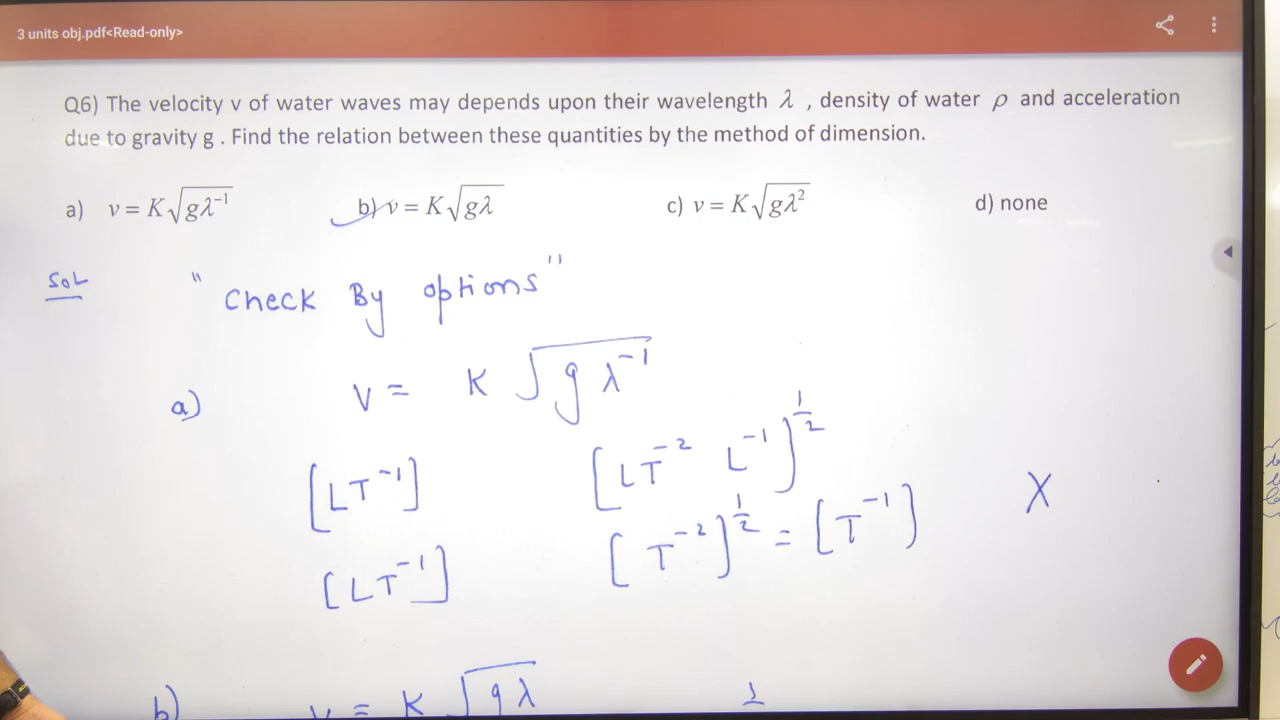 3 units obj.pdf<Read-only>
Q6) The velocity v of water waves may depends upon their wavelength λ , density of water ρ and acceleration
due to gravity g . Find the relation between these quantities by the method of dimension.
a) v = K√(gλ⁻¹) b) v = K√(gλ) c) v = K√(gλ²) d) none
Sol " Check By options "
a) V = K √(g λ⁻¹)
[LT⁻¹] [LT⁻² L⁻¹]^½
[LT⁻¹] [T⁻²]^½ = [T⁻¹] X
b) V = K √(gλ)